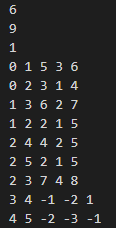 6
9
1
0 1 5 3 6
0 2 3 1 4
1 3 6 2 7
1 2 2 1 5
2 4 4 2 5
2 5 2 1 5
2 3 7 4 8
3 4 -1 -2 1
4 5 -2 -3 -1